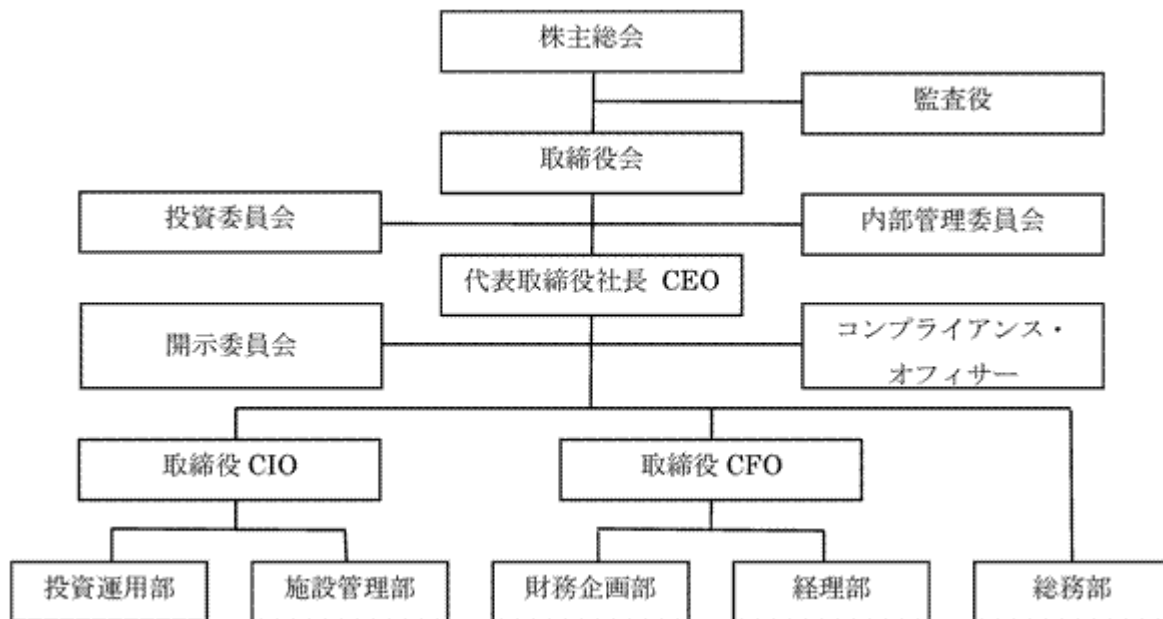 株主総会
監査役
取締役会
投資委員会
内部管理委員会
代表取締役社長 CEO
開示委員会
コンプライアンス・
オフィサー
取締役 CIO
取締役 CFO
投資運用部
施設管理部
財務企画部
経理部
総務部